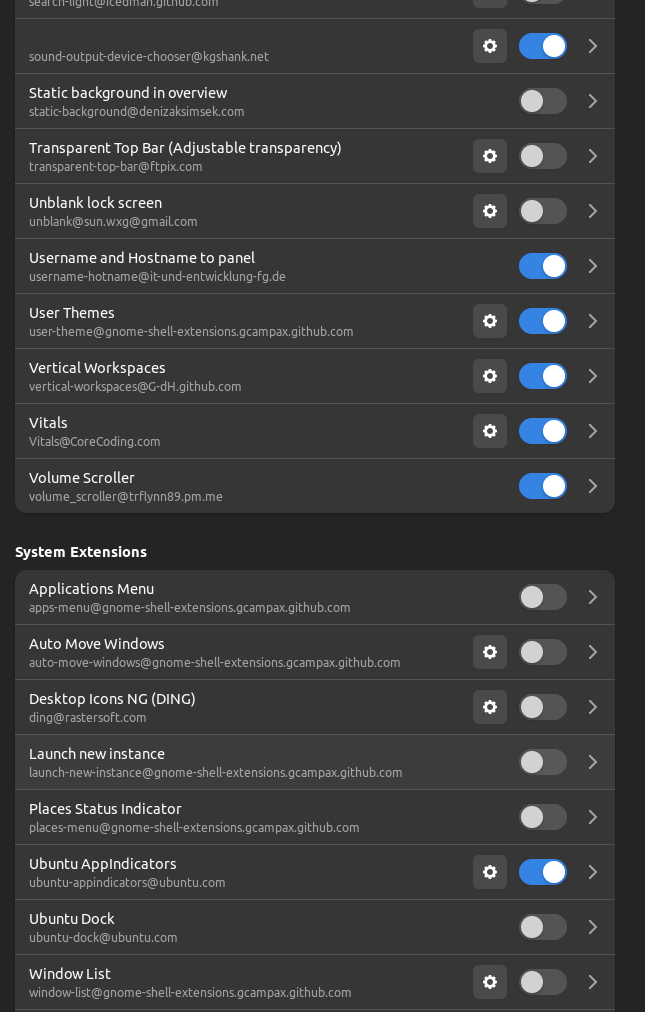 search-light@icedman.github.com
sound-output-device-chooser@kgshank.net
Static background in overview
static-background@denizaksimsek.com
Transparent Top Bar (Adjustable transparency)
transparent-top-bar@ftpix.com
Unblank lock screen
unblank@sun.wxg@gmail.com
Username and Hostname to panel
username-hotname@it-und-entwicklung-fg.de
User Themes
user-theme@gnome-shell-extensions.gcampax.github.com
Vertical Workspaces
vertical-workspaces@G-dH.github.com
Vitals
Vitals@CoreCoding.com
Volume Scroller
volume_scroller@trflynn89.pm.me
System Extensions
Applications Menu
apps-menu@gnome-shell-extensions.gcampax.github.com
Auto Move Windows
auto-move-windows@gnome-shell-extensions.gcampax.github.com
Desktop Icons NG (DING)
ding@rastersoft.com
Launch new instance
launch-new-instance@gnome-shell-extensions.gcampax.github.com
Places Status Indicator
places-menu@gnome-shell-extensions.gcampax.github.com
Ubuntu AppIndicators
ubuntu-appindicators@ubuntu.com
Ubuntu Dock
ubuntu-dock@ubuntu.com
Window List
window-list@gnome-shell-extensions.gcampax.github.com